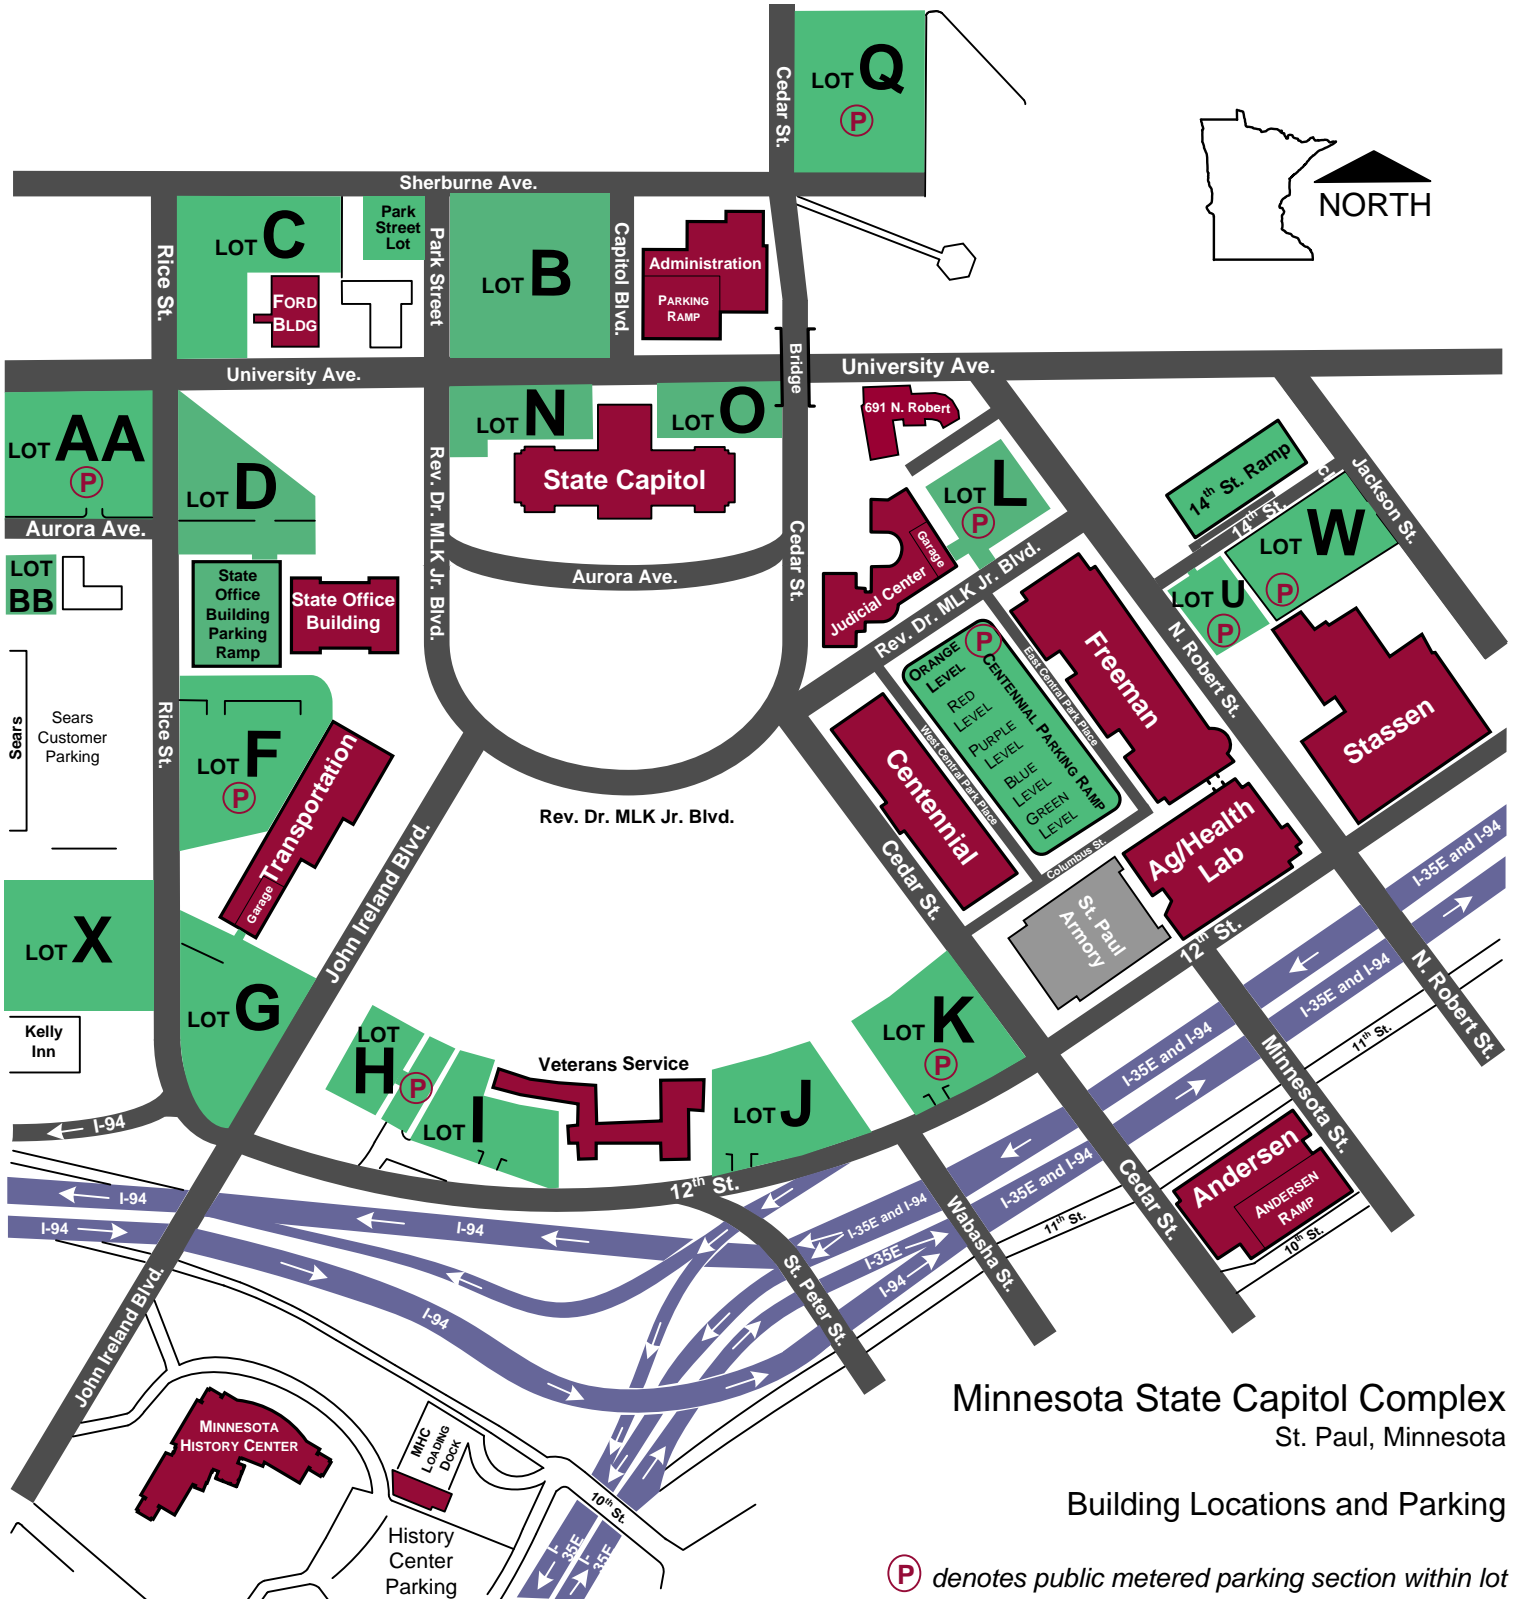 LOT Q
P
Cedar St.
NORTH
Sherburne Ave.
LOT C
Park
Street
Lot
Rice St.
Park Street
LOT B
Capitol Blvd.
Administration
PARKING
RAMP
FORD
BLDG
Bridge
University Ave.
University Ave.
LOT AA
P
LOT D
LOT N
LOT O
State Capitol
691 N. Robert
LOT L
P
14th St. Ramp
14th St.
Jackson St.
LOT W
P
Aurora Ave.
Rev. Dr. MLK Jr. Blvd.
Aurora Ave.
Cedar St.
Garage
Judicial Center
Rev. Dr. MLK Jr. Blvd.
LOT
BB
State
Office
Building
Parking
Ramp
State Office
Building
LOT U
P
N. Robert St.
Freeman
Stassen
P
ORANGE
LEVEL
RED
LEVEL
PURPLE
LEVEL
BLUE
LEVEL
GREEN
LEVEL
CENTENNIAL PARKING RAMP
East Central Park Place
West Central Park Place
Centennial
Columbus St.
Sears
Sears
Customer
Parking
Rice St.
LOT F
P
Transportation
Garage
Rev. Dr. MLK Jr. Blvd.
John Ireland Blvd.
Cedar St.
Ag/Health
Lab
St. Paul
Armory
12th St.
I-35E and I-94
I-35E and I-94
N. Robert St.
LOT X
LOT G
Kelly
Inn
LOT
H
P
LOT I
Veterans Service
LOT J
LOT K
P
I-35E and I-94
11th St.
Minnesota St.
I-94
I-94
I-94
I-94
12th St.
I-35E and I-94
I-35E and I-94
I-35E
I-94
I-94
11th St.
Wabasha St.
Cedar St.
Andersen
ANDERSEN
RAMP
10th St.
St. Peter St.
John Ireland Blvd.
MINNESOTA
HISTORY CENTER
MHC
LOADING
DOCK
10th St.
History
Center
Parking
I-
35E
I-
35E
Minnesota State Capitol Complex
St. Paul, Minnesota
Building Locations and Parking
P denotes public metered parking section within lot